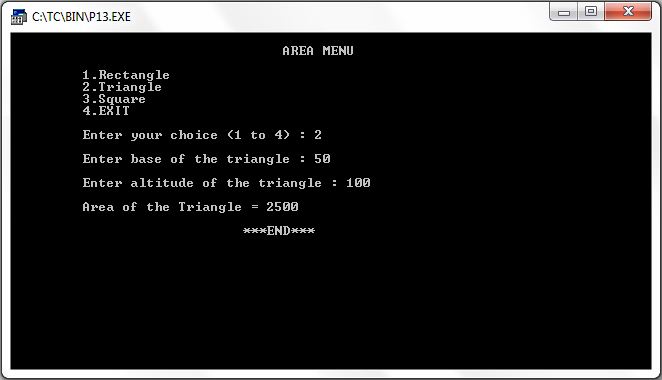 C:\TC\BIN\P13.EXE
AREA MENU
1.Rectangle
2.Triangle
3.Square
4.EXIT
Enter your choice (1 to 4) : 2
Enter base of the triangle : 50
Enter altitude of the triangle : 100
Area of the Triangle = 2500
***END***